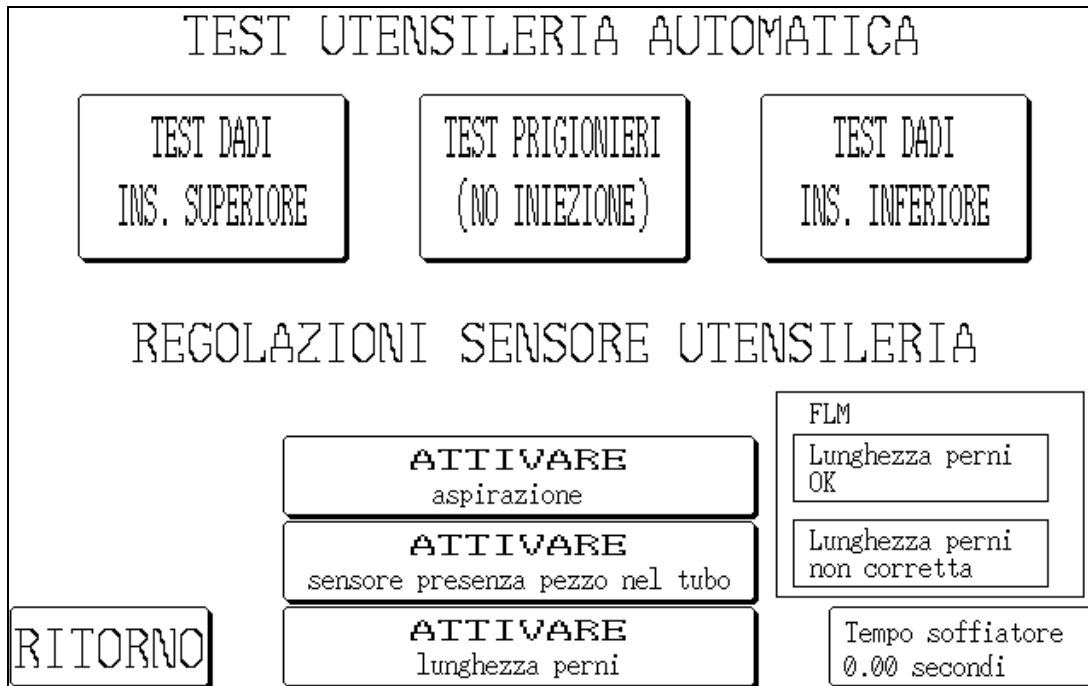 TEST UTENSILERIA AUTOMATICA
TEST DADI
INS. SUPERIORE
TEST PRIGIONIERI
(NO INIEZIONE)
TEST DADI
INS. INFERIORE
REGOLAZIONI SENSORE UTENSILERIA
FLM
Lunghezza perni
OK
Lunghezza perni
non corretta
ATTIVARE
aspirazione
ATTIVARE
sensore presenza pezzo nel tubo
ATTIVARE
lunghezza perni
RITORNO
Tempo soffiatore
0.00 secondi